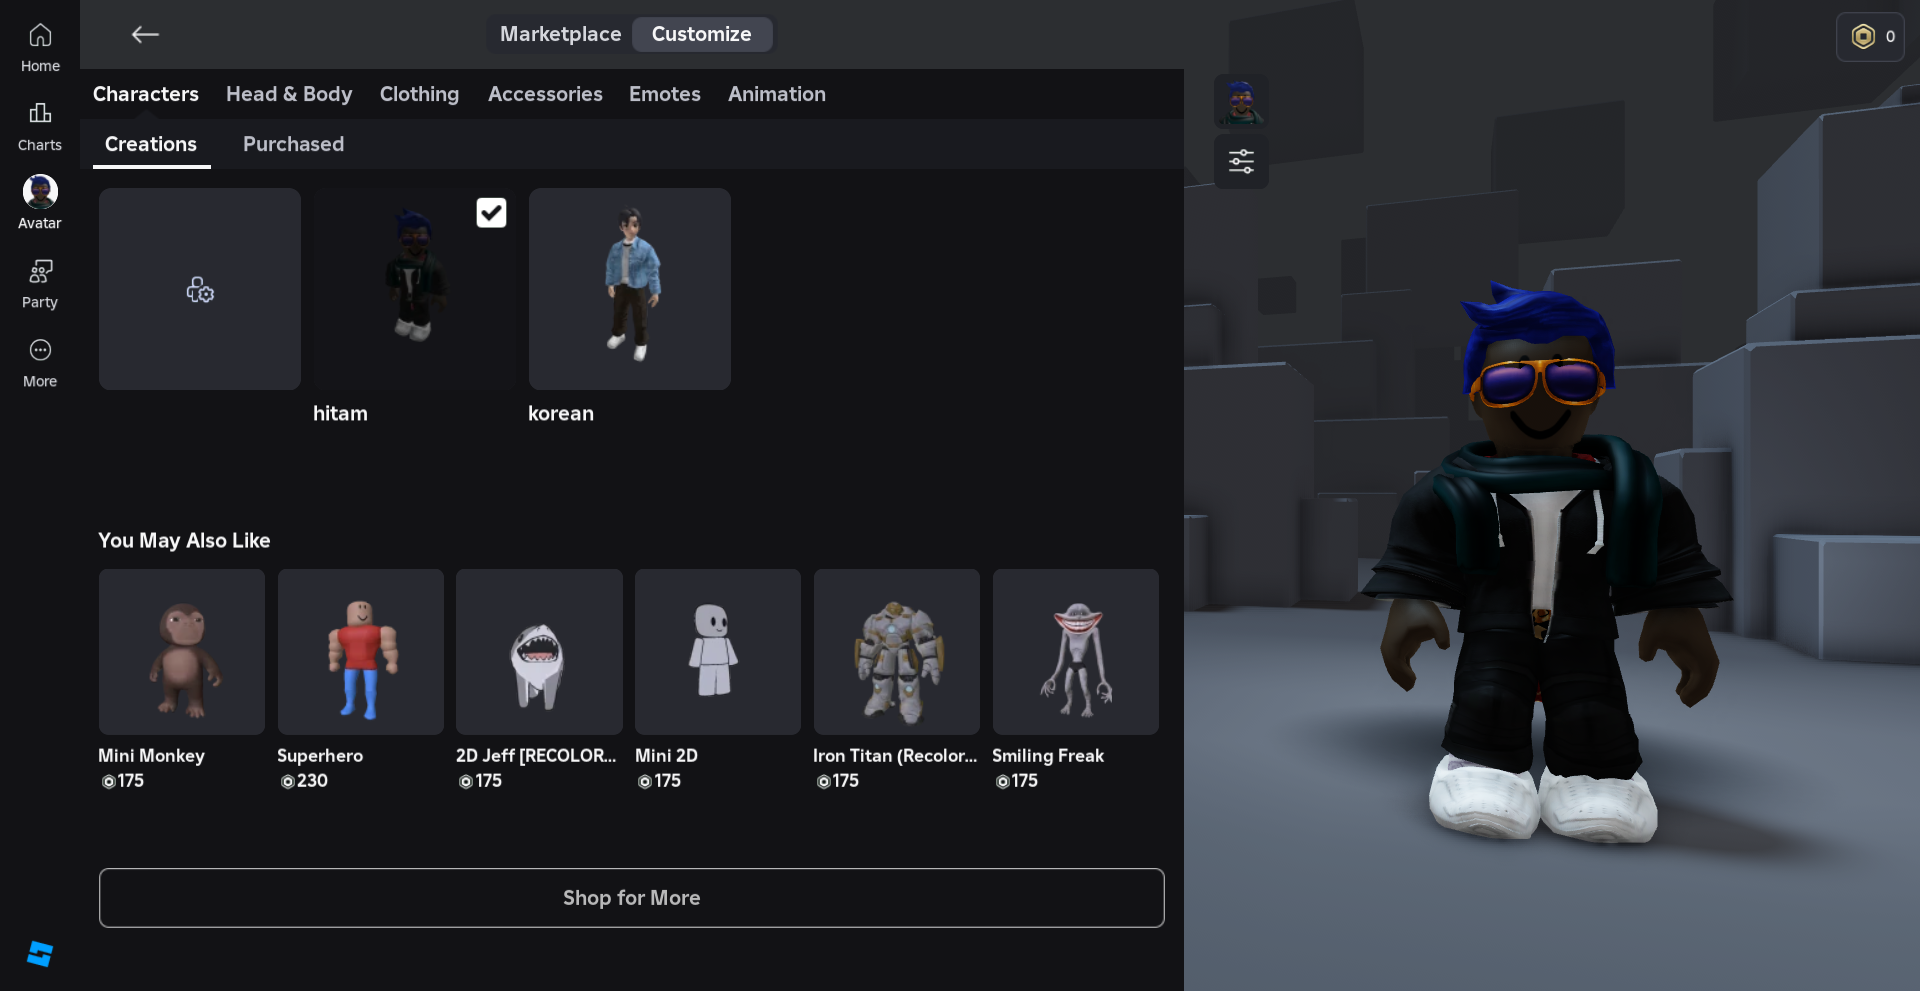 Home
Charts
Avatar
Party
More
Marketplace
Customize
0
Characters
Head & Body
Clothing
Accessories
Emotes
Animation
Creations
Purchased
hitam
korean
You May Also Like
Mini Monkey
175
Superhero
230
2D Jeff [RECOLOR...
175
Mini 2D
175
Iron Titan (Recolor...
175
Smiling Freak
175
Shop for More